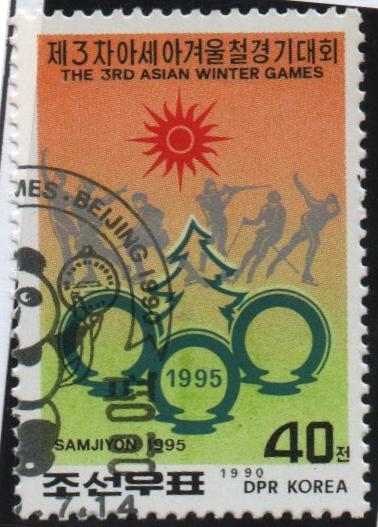 제3차아세아겨울철경기대회
THE 3RD ASIAN WINTER GAMES
MES · BEIJING 1990
1995
평양
SAMJIYON 1995
40전
1990
조선우표
DPR KOREA
.7.14